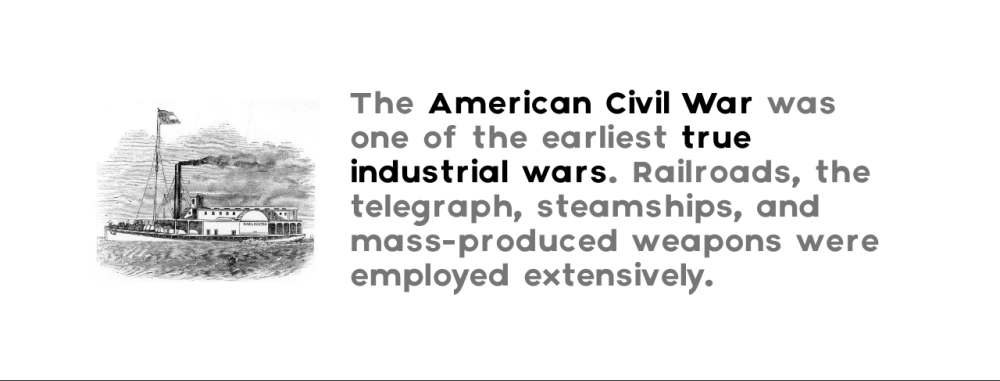 The American Civil War was
one of the earliest true
industrial wars. Railroads, the
telegraph, steamships, and
mass-produced weapons were
employed extensively.